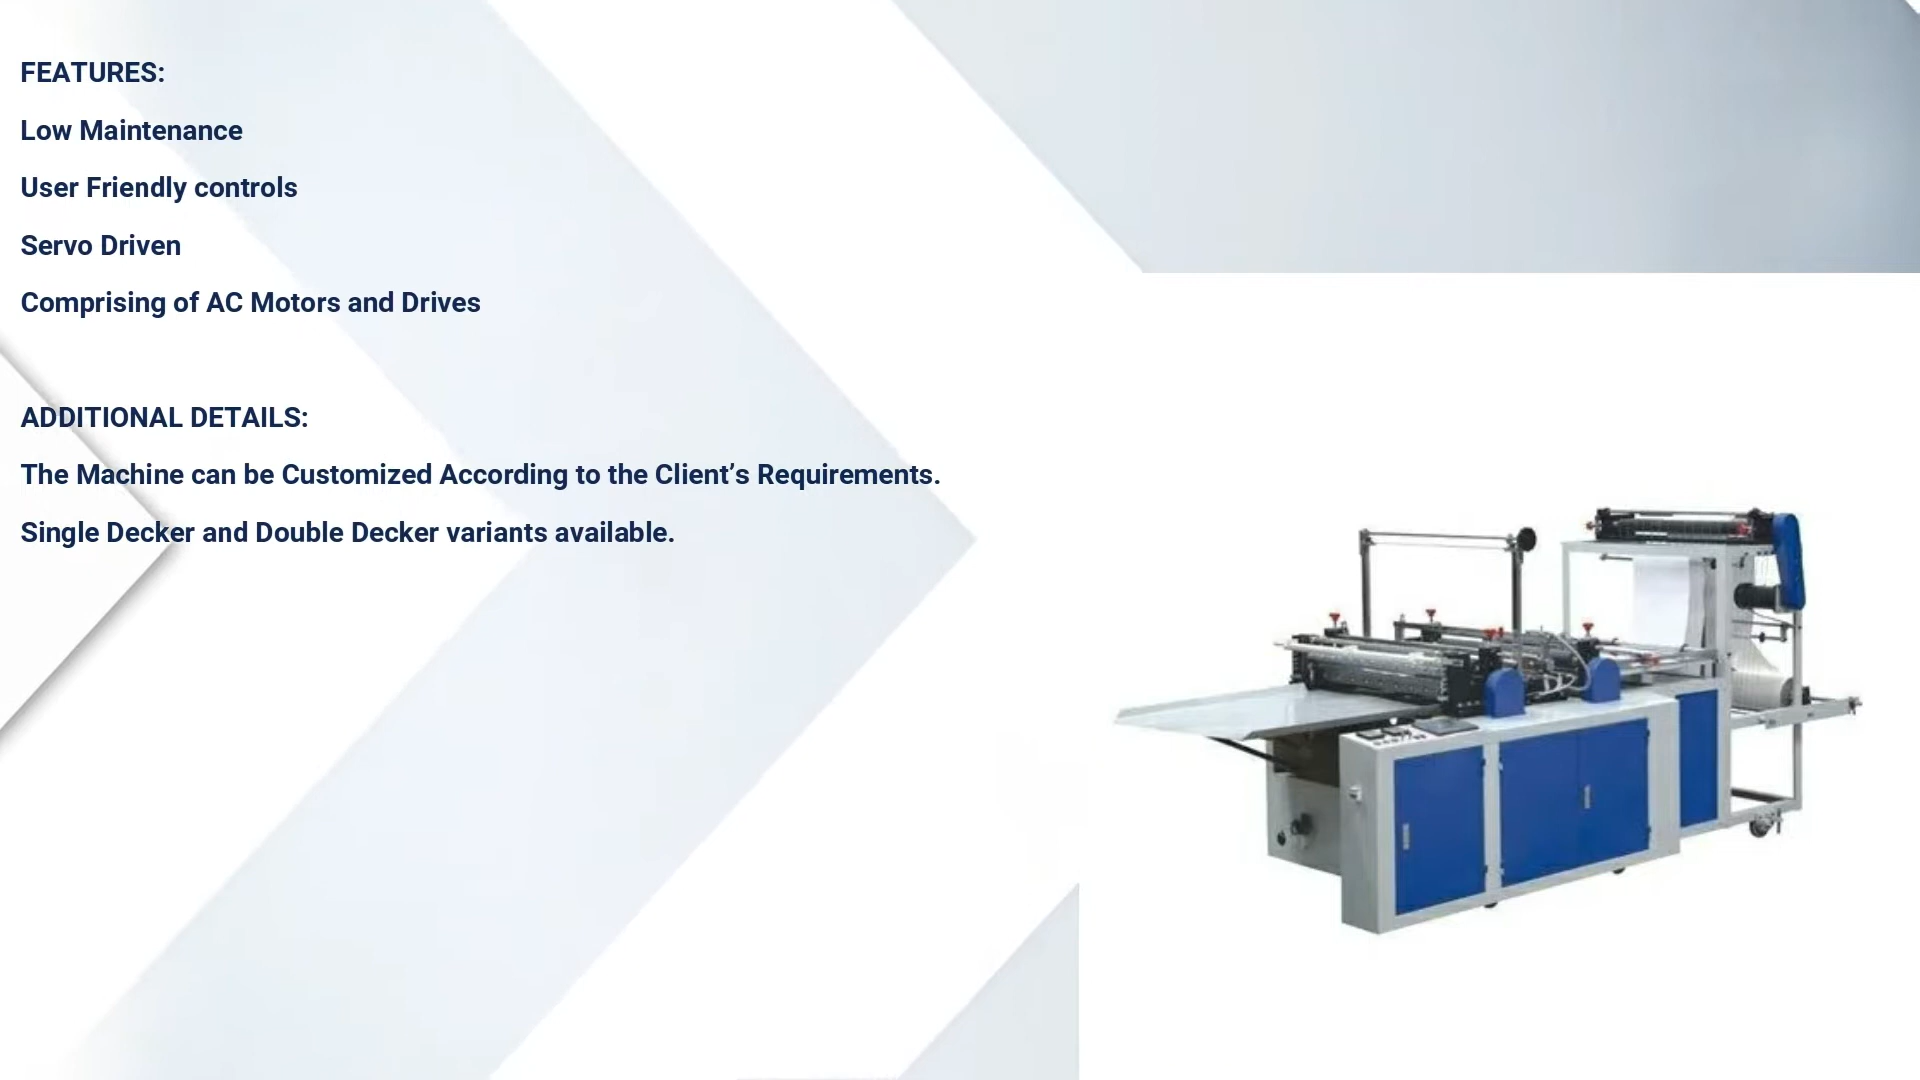 FEATURES:
Low Maintenance
User Friendly controls
Servo Driven
Comprising of AC Motors and Drives
ADDITIONAL DETAILS:
The Machine can be Customized According to the Client’s Requirements.
Single Decker and Double Decker variants available.